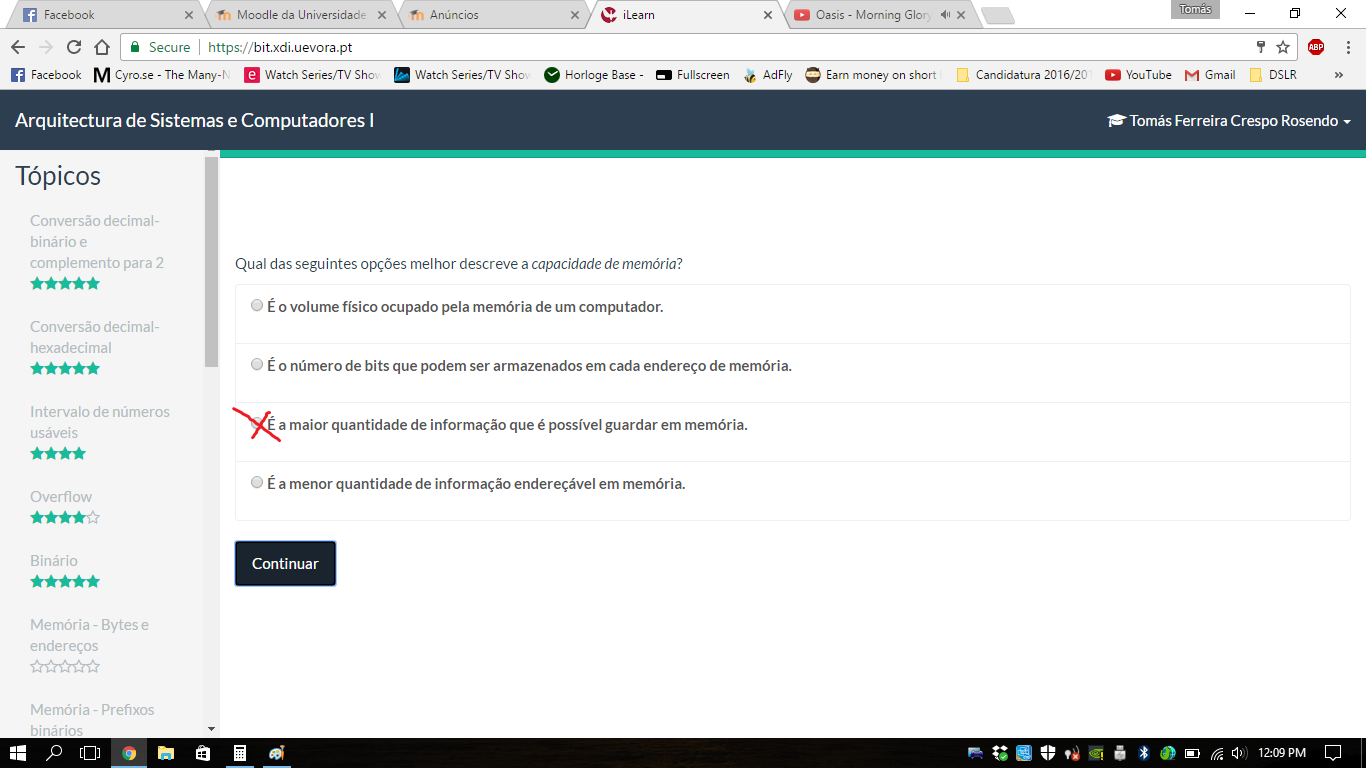 Facebook
Moodle da Universidade
Anúncios
iLearn
Oasis - Morning Glory
Tomás
Secure
https://bit.xdi.uevora.pt
ABP
Facebook
Cyro.se - The Many-N
Watch Series/TV Show
Watch Series/TV Show
Horloge Base -
Fullscreen
AdFly
Earn money on short
Candidatura 2016/20
YouTube
Gmail
DSLR
»
Arquitectura de Sistemas e Computadores I
Tomás Ferreira Crespo Rosendo
Tópicos
Conversão decimal-
binário e
complemento para 2
Conversão decimal-
hexadecimal
Intervalo de números
usáveis
Overflow
Binário
Memória - Bytes e
endereços
Memória - Prefixos
binários
Qual das seguintes opções melhor descreve a capacidade de memória?
É o volume físico ocupado pela memória de um computador.
É o número de bits que podem ser armazenados em cada endereço de memória.
É a maior quantidade de informação que é possível guardar em memória.
É a menor quantidade de informação endereçável em memória.
Continuar
12:09 PM